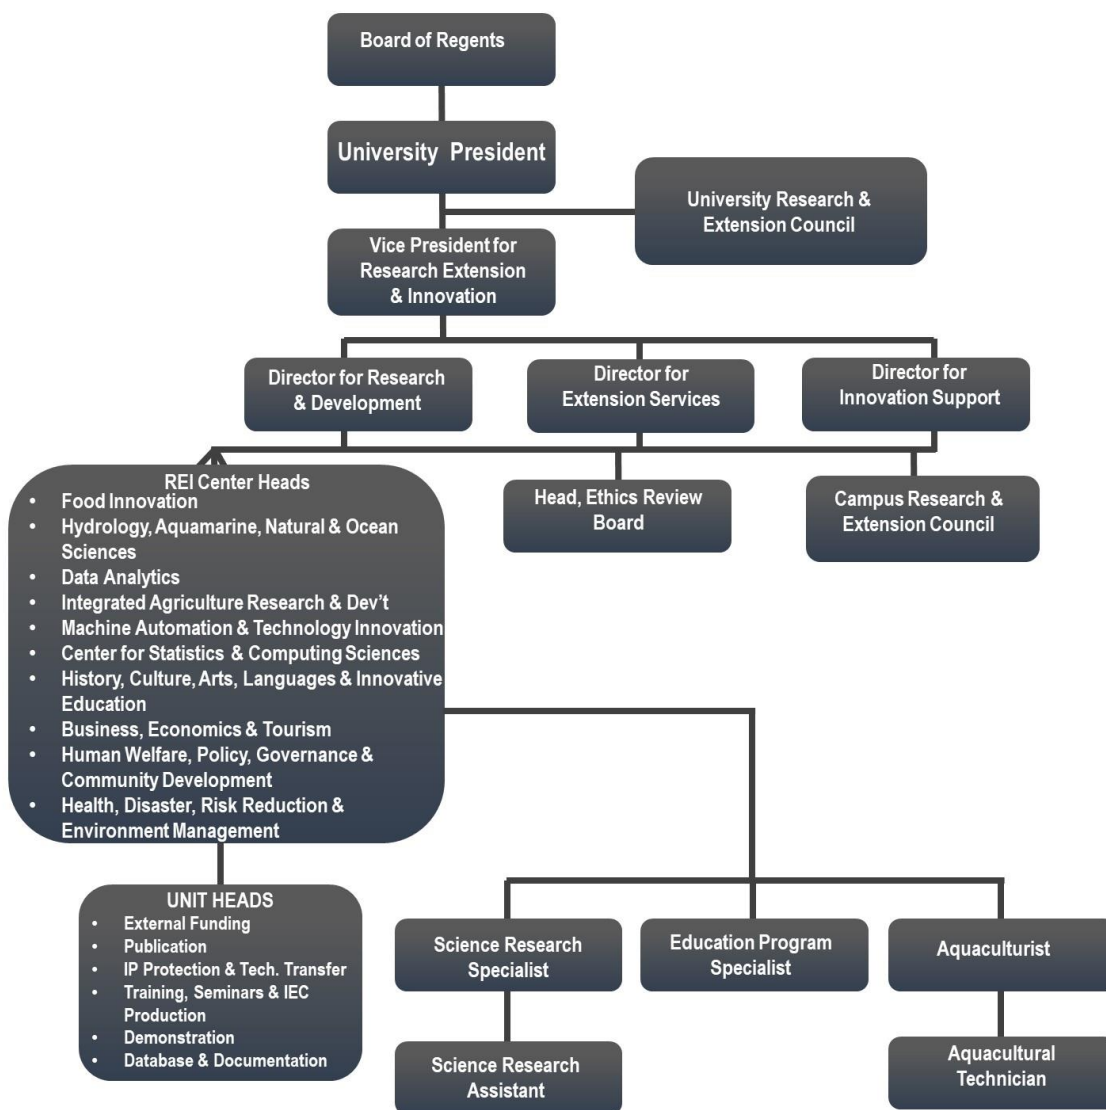 Board of Regents
University President
University Research &
Extension Council
Vice President for
Research Extension
& Innovation
Director for Research
& Development
Director for
Extension Services
Director for
Innovation Support
REI Center Heads
• Food Innovation
• Hydrology, Aquamarine, Natural & Ocean
Sciences
• Data Analytics
• Integrated Agriculture Research & Dev’t
• Machine Automation & Technology Innovation
• Center for Statistics & Computing Sciences
• History, Culture, Arts, Languages & Innovative
Education
• Business, Economics & Tourism
• Human Welfare, Policy, Governance &
Community Development
• Health, Disaster, Risk Reduction &
Environment Management
Head, Ethics Review
Board
Campus Research &
Extension Council
UNIT HEADS
• External Funding
• Publication
• IP Protection & Tech. Transfer
• Training, Seminars & IEC
Production
• Demonstration
• Database & Documentation
Science Research
Specialist
Education Program
Specialist
Aquaculturist
Science Research
Assistant
Aquacultural
Technician